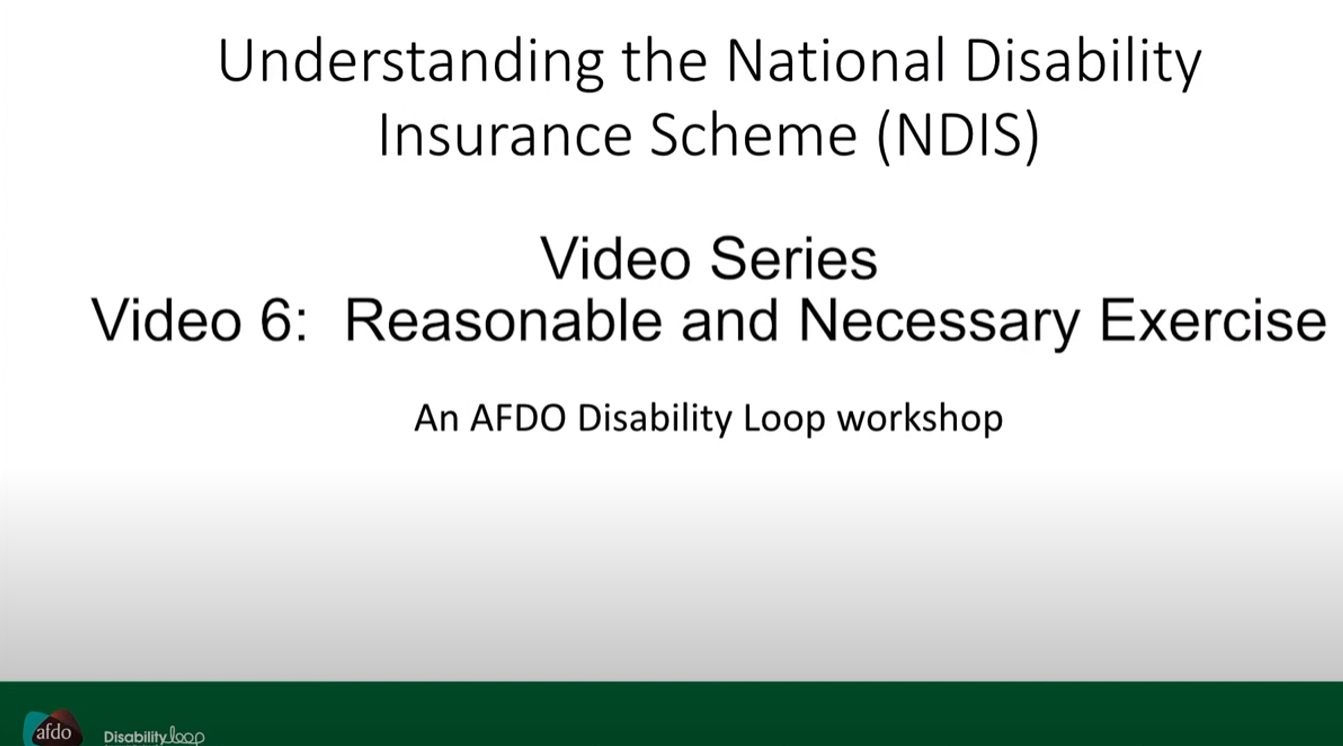 Understanding the National Disability
Insurance Scheme (NDIS)
Video Series
Video 6:  Reasonable and Necessary Exercise
An AFDO Disability Loop workshop
afdo
Disability loop